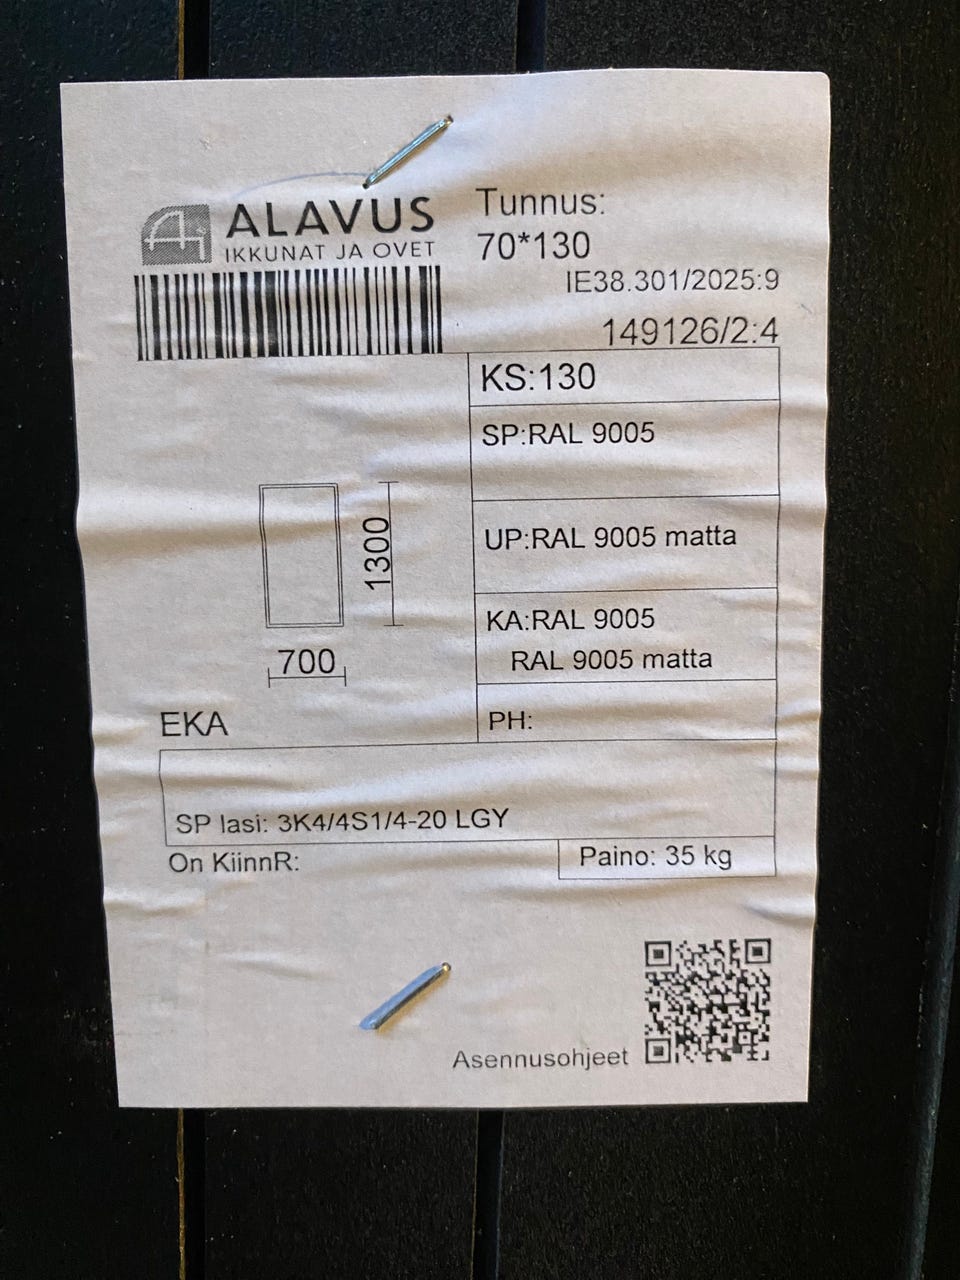 ALAVUS
IKKUNAT JA OVET
Tunnus:
70*130
IE38.301/2025:9
149126/2:4
KS:130
SP:RAL 9005
UP:RAL 9005 matta
KA:RAL 9005
RAL 9005 matta
PH:
1300
700
EKA
SP lasi: 3K4/4S1/4-20 LGY
On KiinnR:
Paino: 35 kg
Asennusohjeet